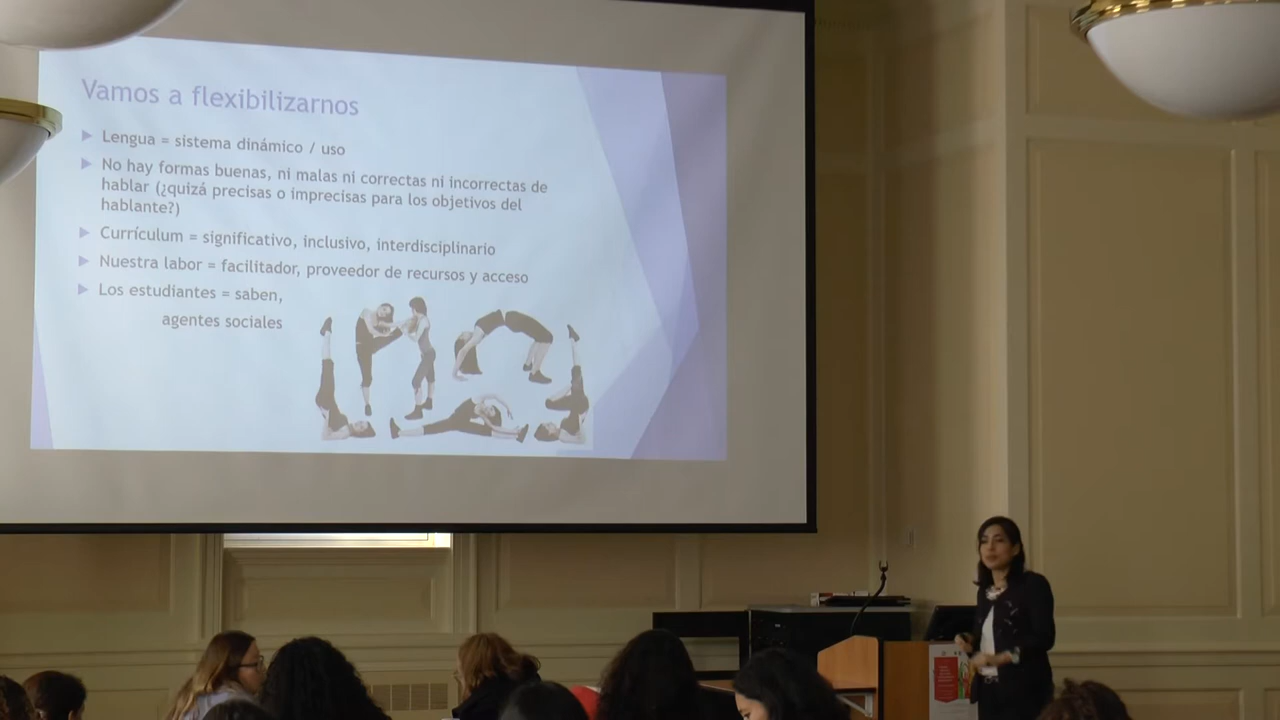 Vamos a flexibilizarnos
Lengua = sistema dinámico / uso
No hay formas buenas, ni malas ni correctas ni incorrectas de
hablar (¿quizá precisas o imprecisas para los objetivos del
hablante?)
Currículum = significativo, inclusivo, interdisciplinario
Nuestra labor = facilitador, proveedor de recursos y acceso
Los estudiantes = saben,
agentes sociales